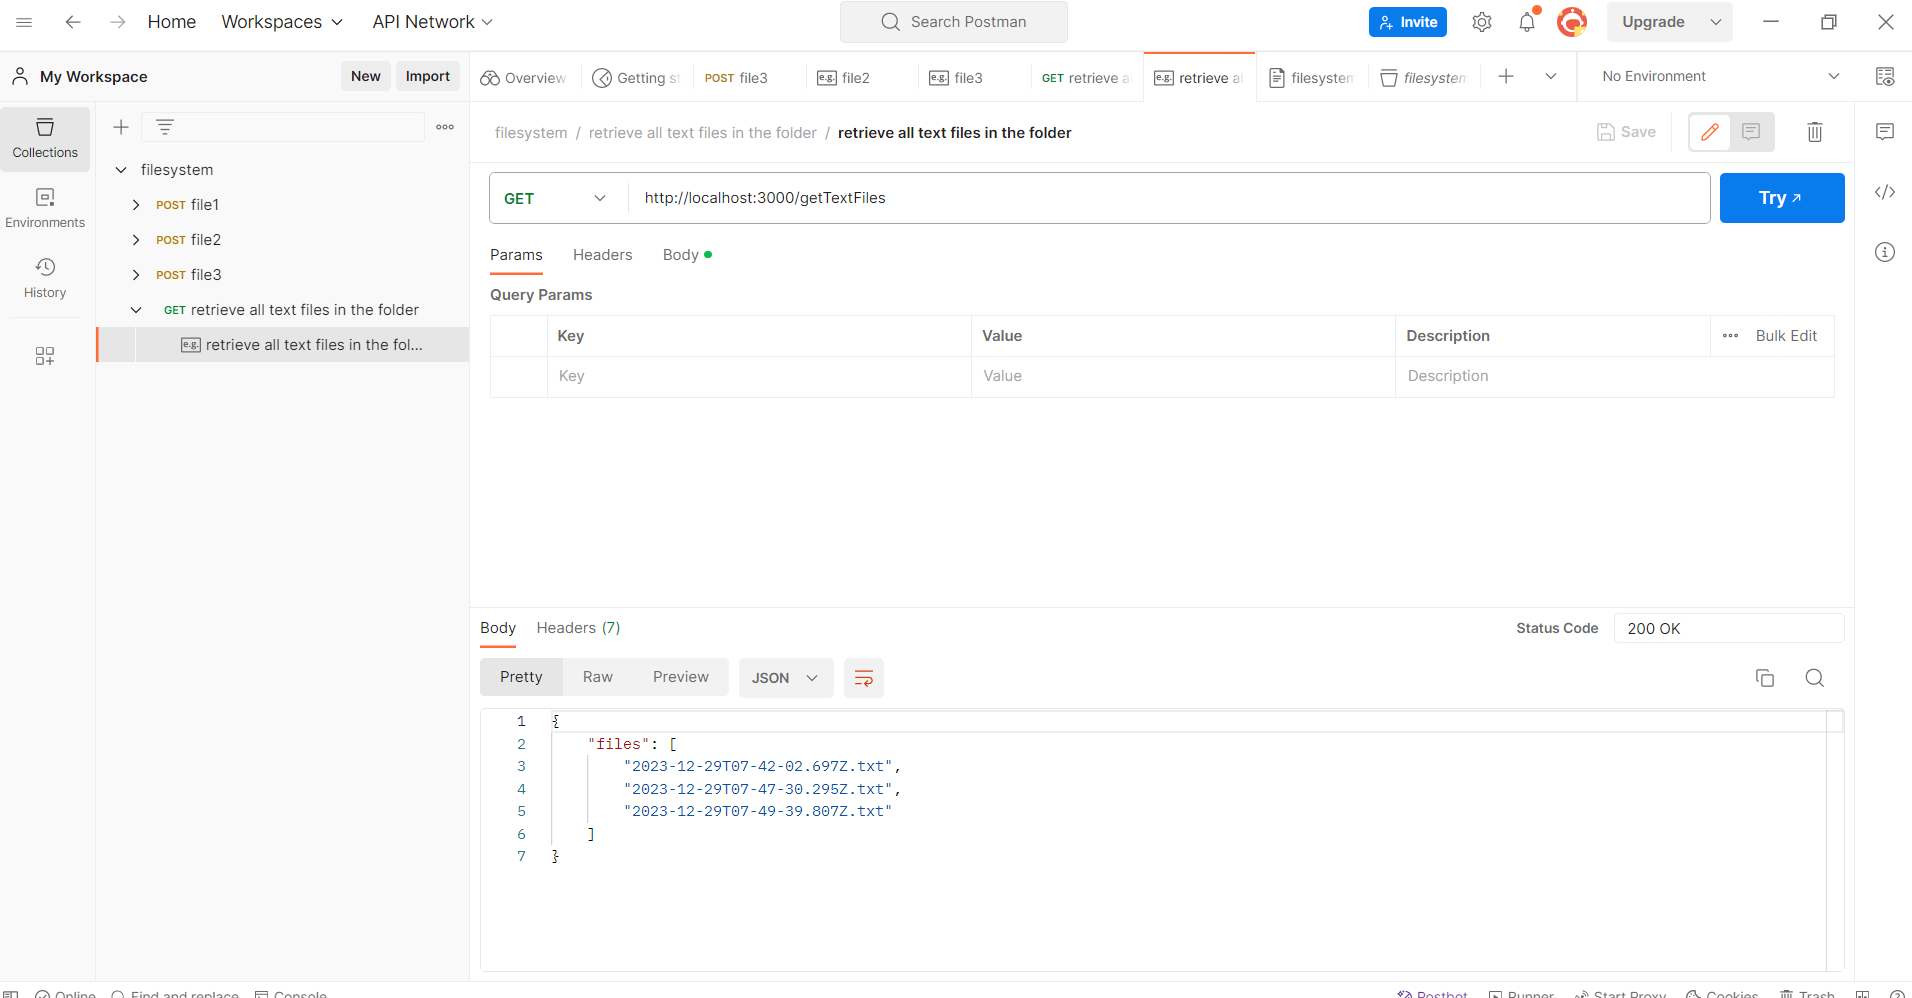 Home Workspaces API Network Search Postman Invite Upgrade
My Workspace New Import Overview Getting st POST file3 e.g. file2 e.g. file3 GET retrieve a e.g. retrieve al filesystem filesystem No Environment
Collections
Environments
History
filesystem
POST file1
POST file2
POST file3
GET retrieve all text files in the folder
e.g. retrieve all text files in the fol...
filesystem / retrieve all text files in the folder / retrieve all text files in the folder Save
GET http://localhost:3000/getTextFiles Try
Params Headers Body
Query Params
Key Value Description Bulk Edit
Key Value Description
Body Headers (7) Status Code 200 OK
Pretty Raw Preview JSON
1 {
2 "files": [
3 "2023-12-29T07-42-02.697Z.txt",
4 "2023-12-29T07-47-30.295Z.txt",
5 "2023-12-29T07-49-39.807Z.txt"
6 ]
7 }
Online Find and replace Console Postbot Runner Start Proxy Cookies Trash